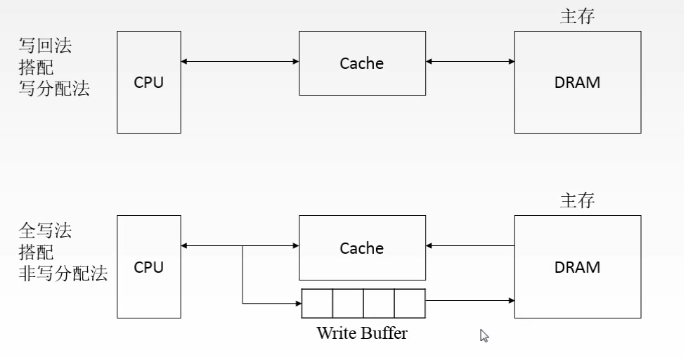 主存
写回法
搭配
写分配法
CPU
Cache
DRAM
主存
全写法
搭配
非写分配法
CPU
Cache
DRAM
Write Buffer